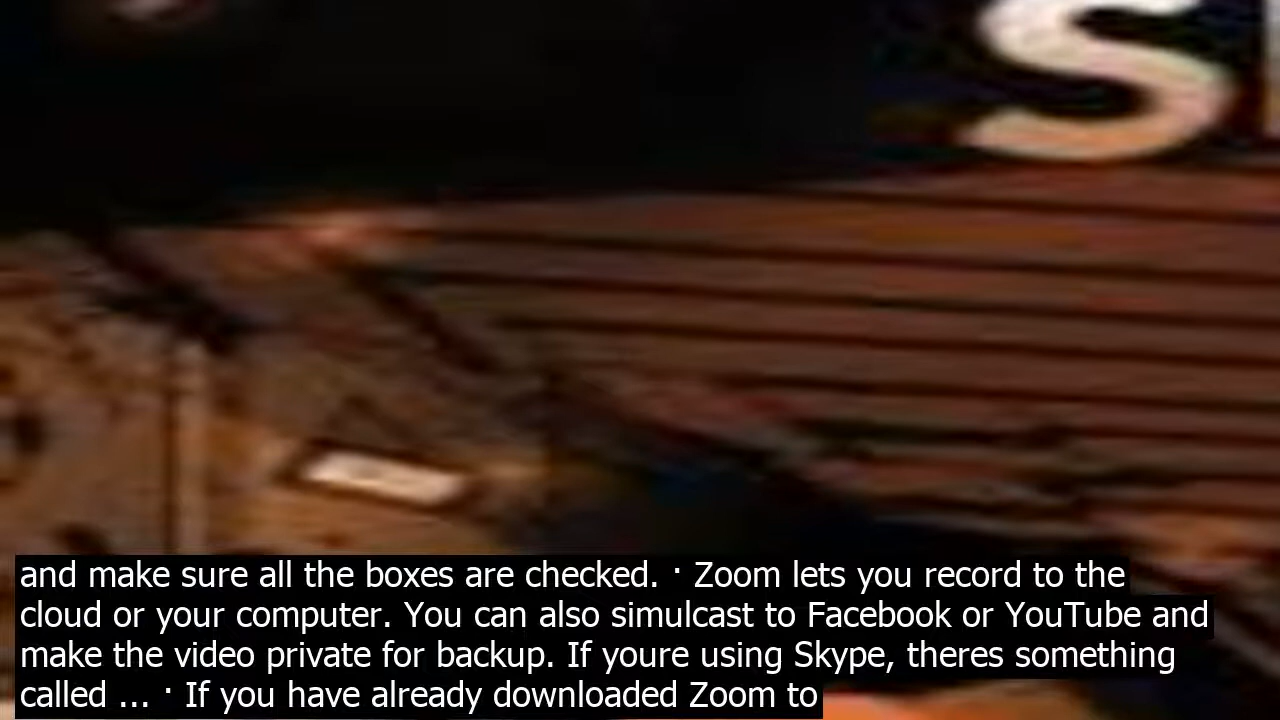 S
and make sure all the boxes are checked. · Zoom lets you record to the
cloud or your computer. You can also simulcast to Facebook or YouTube and
make the video private for backup. If youre using Skype, theres something
called ... · If you have already downloaded Zoom to